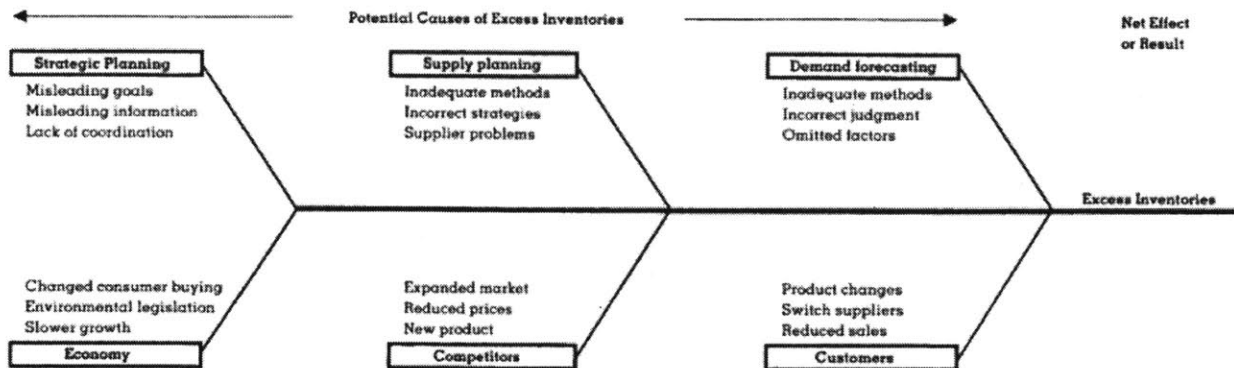 Potential Causes of Excess Inventories
Net Effect
or Result
Strategic Planning
Misleading goals
Misleading information
Lack of coordination
Supply planning
Inadequate methods
Incorrect strategies
Supplier problems
Demand forecasting
Inadequate methods
Incorrect judgment
Omitted factors
Excess Inventories
Changed consumer buying
Environmental legislation
Slower growth
Economy
Expanded market
Reduced prices
New product
Competitors
Product changes
Switch suppliers
Reduced sales
Customers